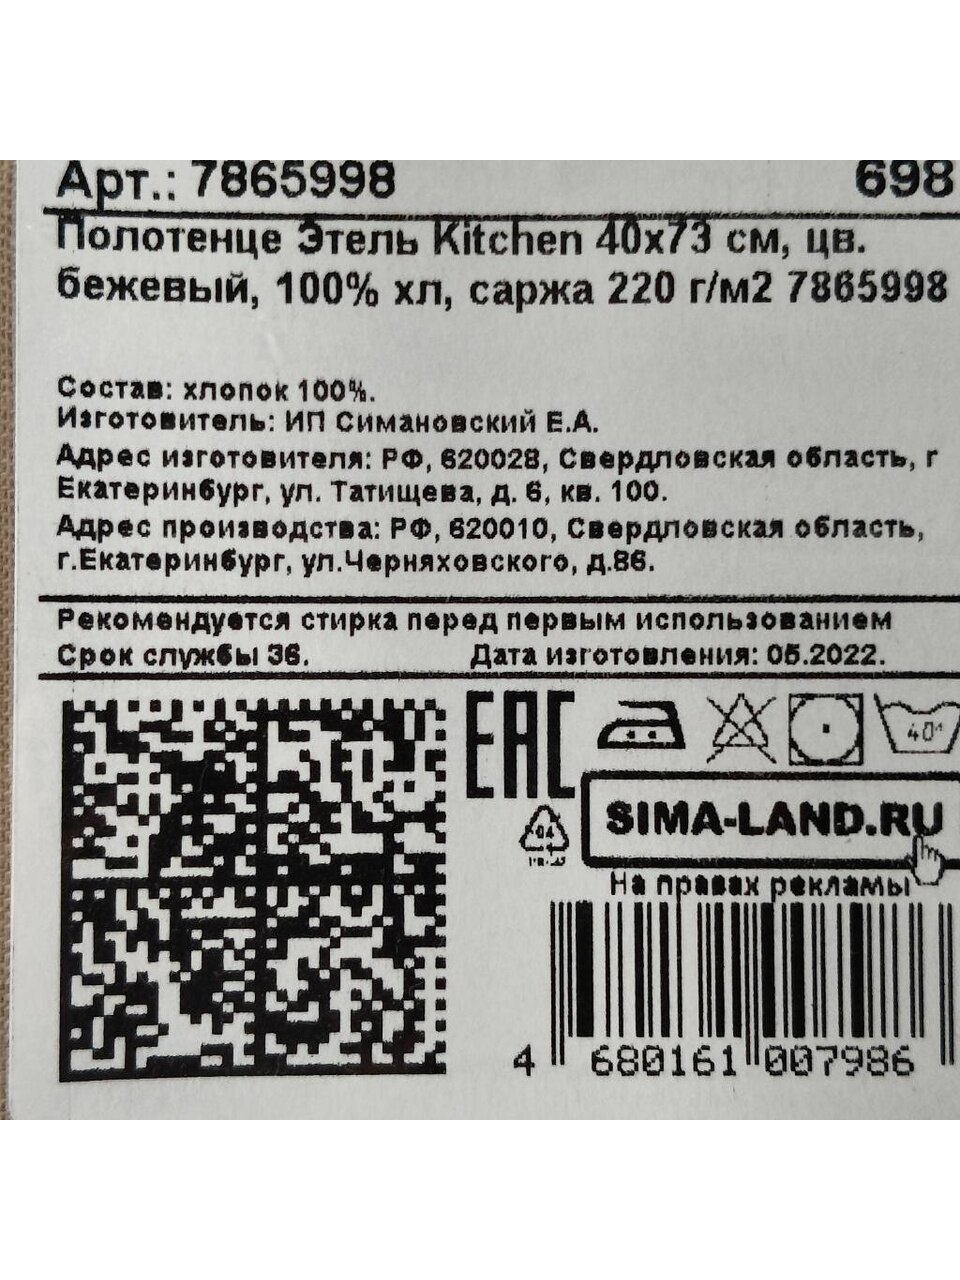 Арт.: 7865998 698
Полотенце Этель Kitchen 40х73 см, цв.
бежевый, 100% хл, саржа 220 г/м2 7865998
Состав: хлопок 100%.
Изготовитель: ИП Симановский Е.А.
Адрес изготовителя: РФ, 620028, Свердловская область, г
Екатеринбург, ул. Татищева, д. 6, кв. 100.
Адрес производства: РФ, 620010, Свердловская область,
г.Екатеринбург, ул.Черняховского, д.86.
Рекомендуется стирка перед первым использованием
Срок службы 36. Дата изготовления: 05.2022.
EAC
40°
04
SIMA-LAND.RU
На правах рекламы
4 680161 007986